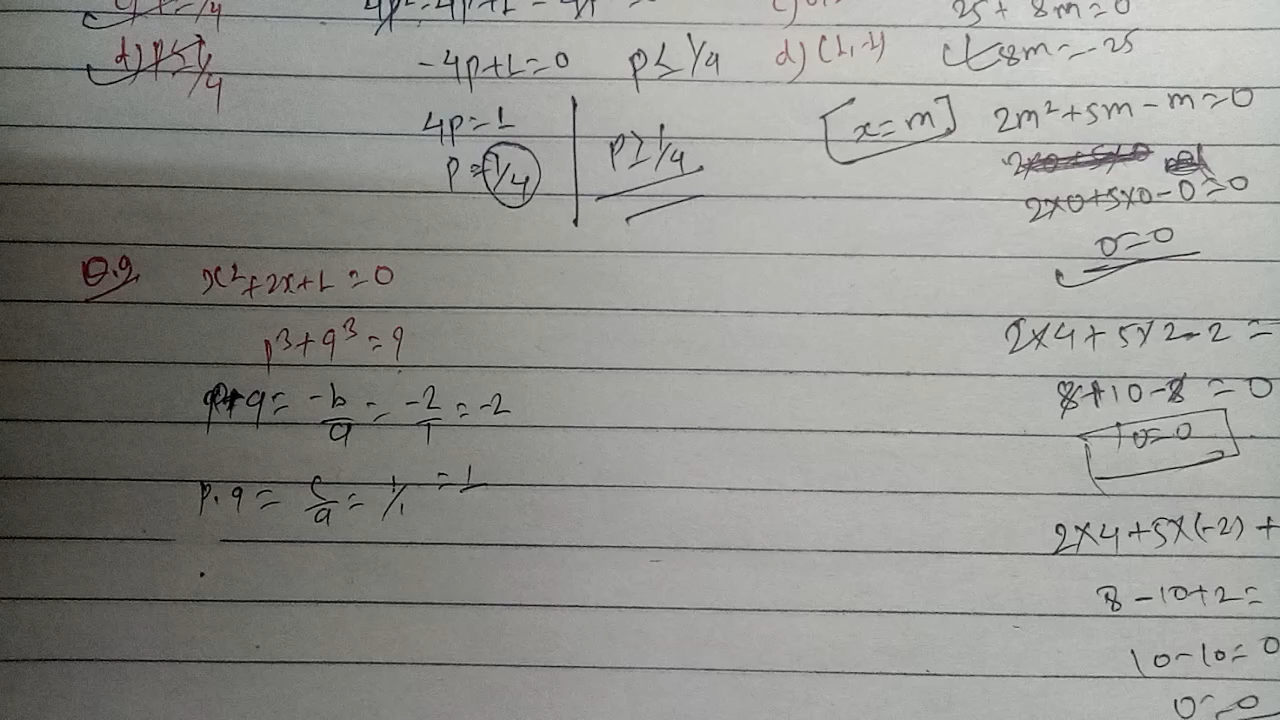 -4p+1=0 p≤1/4 d) (1,-2) 8m=-25
4p=1
p=1/4
p≥1/4
[x=m] 2m²+5m-m=0
2×0+5×0-0=0
0=0
Q.9 x²+2x+1=0
p³+q³=?
p+q= -b/a = -2/1 = -2
p.q = c/a = 1/1 =1
2×4+5×2-2=
8+10-8=0
10=0
2×4+5×(-2)+
8-10+2=
10-10=0
0=0